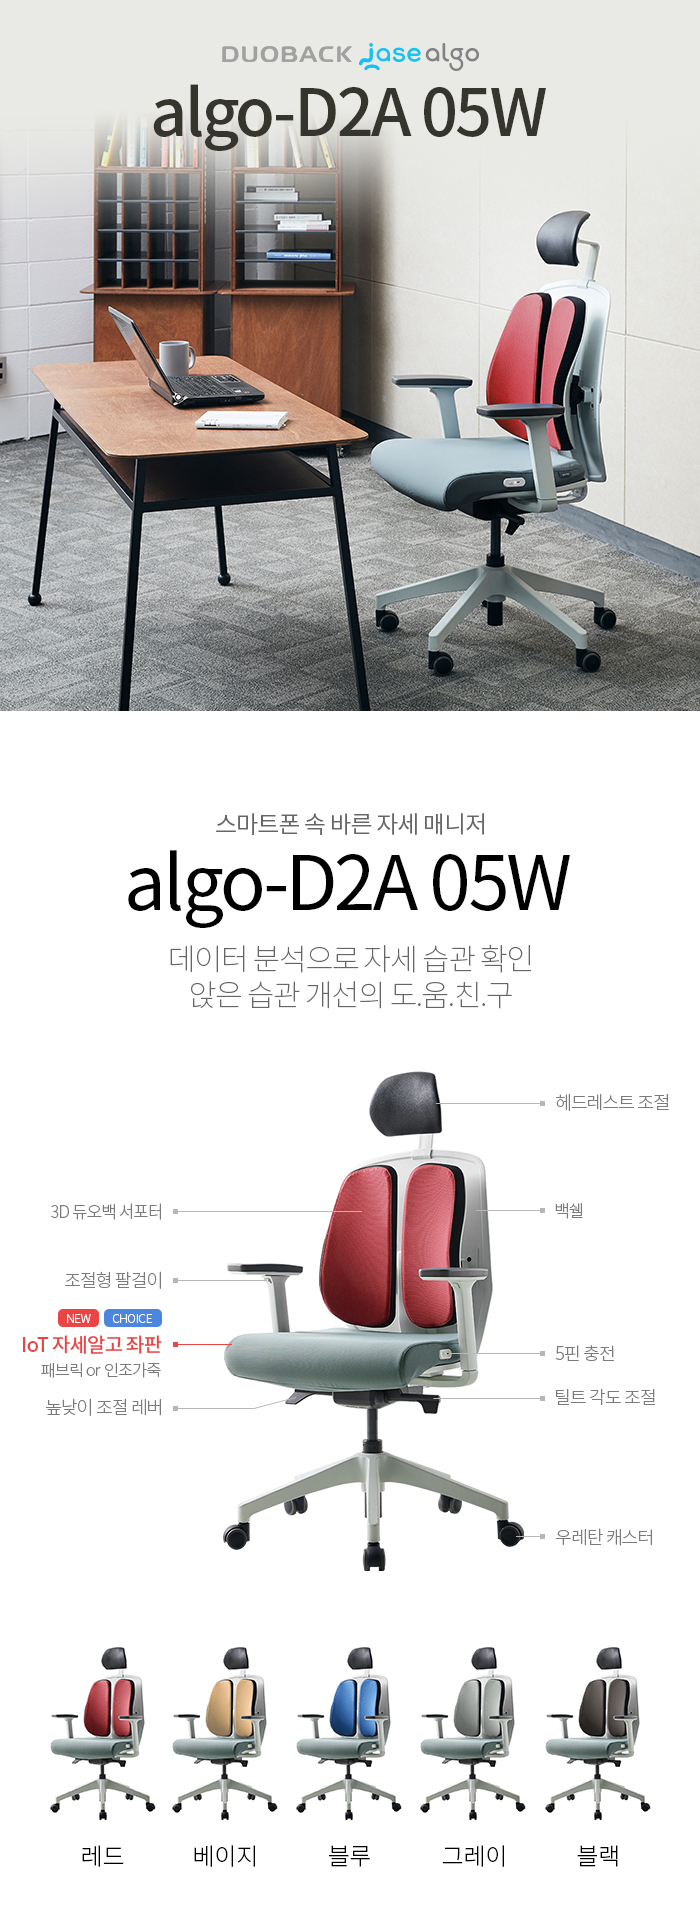 DUOBACK jase algo
algo-D2A 05W
스마트폰 속 바른 자세 매니저
algo-D2A 05W
데이터 분석으로 자세 습관 확인
앉은 습관 개선의 도.움.친.구
헤드레스트 조절
3D 듀오백 서포터
백쉘
조절형 팔걸이
NEW CHOICE
IoT 자세알고 좌판
패브릭 or 인조가죽
5핀 충전
높낮이 조절 레버
틸트 각도 조절
우레탄 캐스터
레드
베이지
블루
그레이
블랙